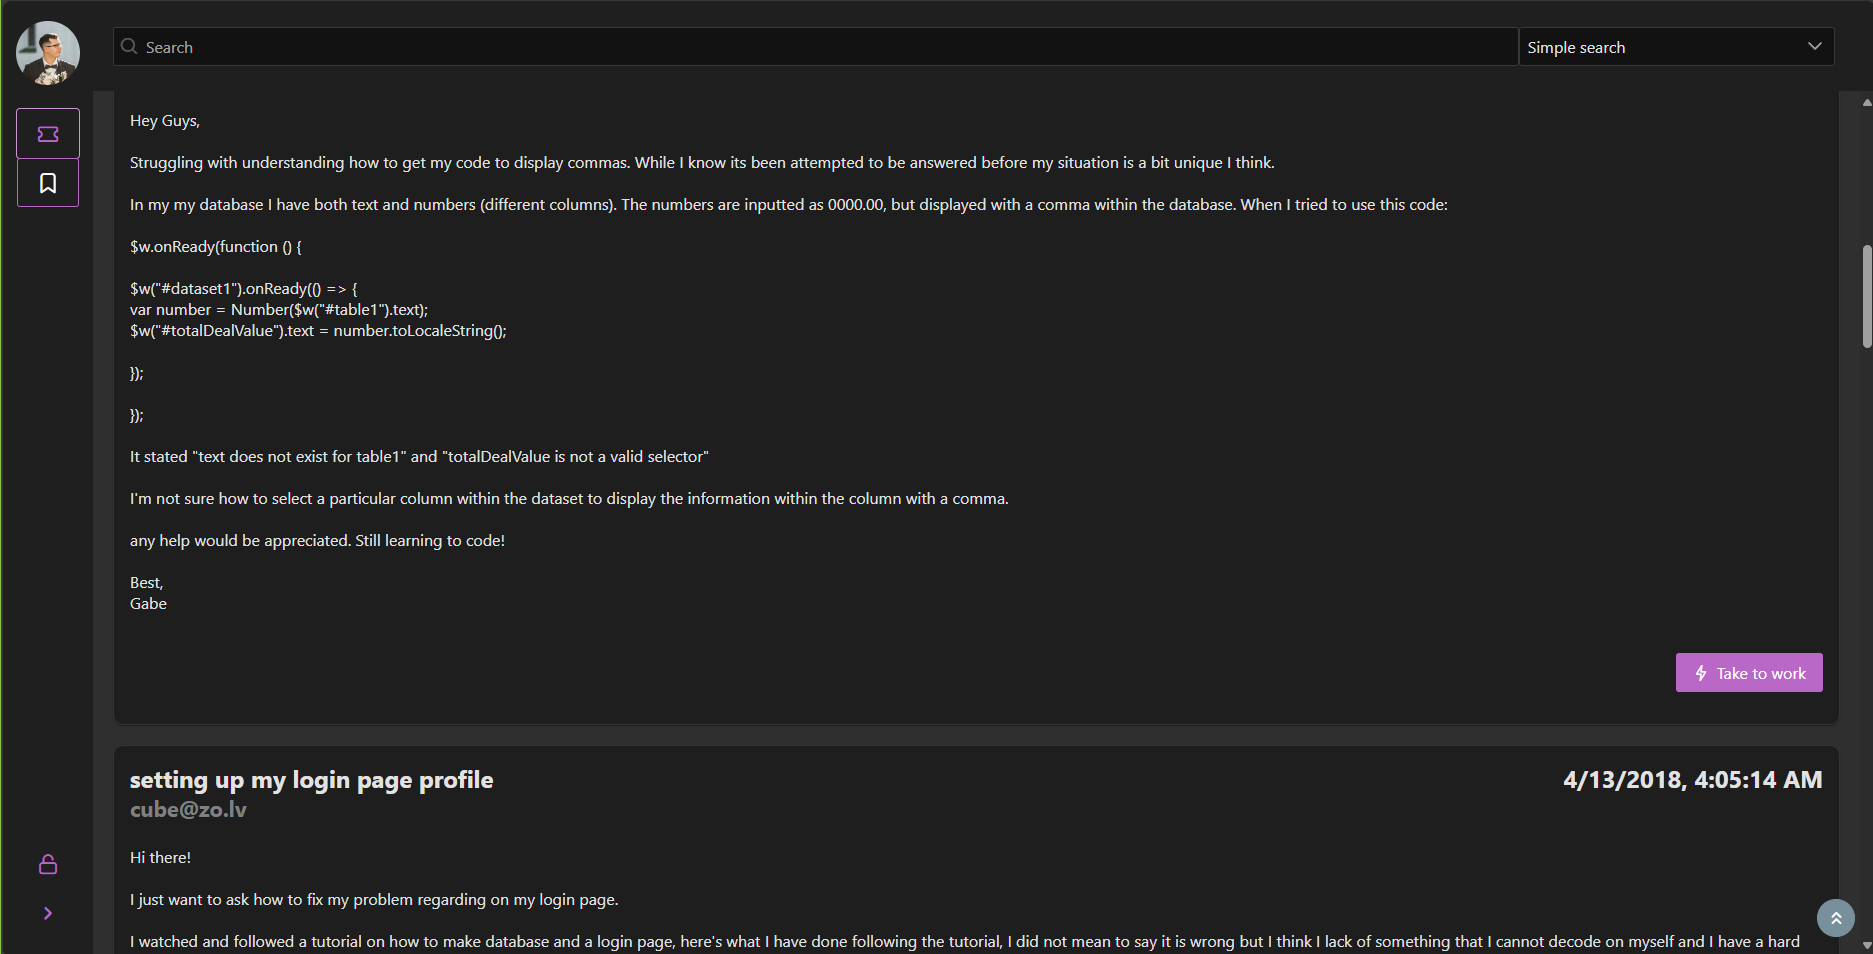 Search
Simple search
Hey Guys,
Struggling with understanding how to get my code to display commas. While I know its been attempted to be answered before my situation is a bit unique I think.
In my my database I have both text and numbers (different columns). The numbers are inputted as 0000.00, but displayed with a comma within the database. When I tried to use this code:
$w.onReady(function () {
$w("#dataset1").onReady(() => {
var number = Number($w("#table1").text);
$w("#totalDealValue").text = number.toLocaleString();
});
});
It stated "text does not exist for table1" and "totalDealValue is not a valid selector"
I'm not sure how to select a particular column within the dataset to display the information within the column with a comma.
any help would be appreciated. Still learning to code!
Best,
Gabe
Take to work
setting up my login page profile
4/13/2018, 4:05:14 AM
cube@zo.lv
Hi there!
I just want to ask how to fix my problem regarding on my login page.
I watched and followed a tutorial on how to make database and a login page, here's what I have done following the tutorial, I did not mean to say it is wrong but I think I lack of something that I cannot decode on myself and I have a hard